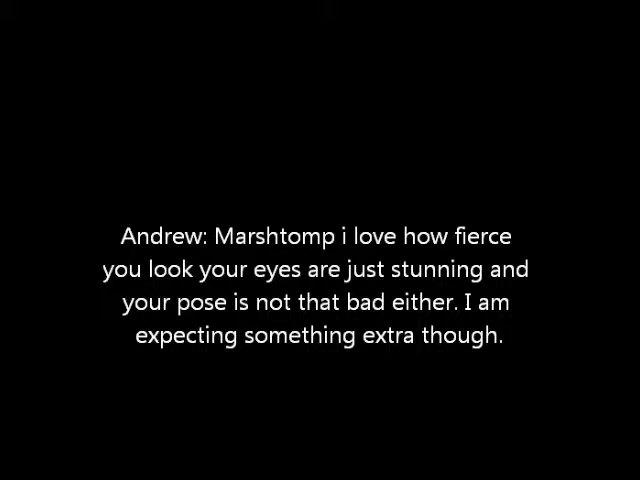 Andrew: Marshtomp i love how fierce
you look your eyes are just stunning and
your pose is not that bad either. I am
expecting something extra though.